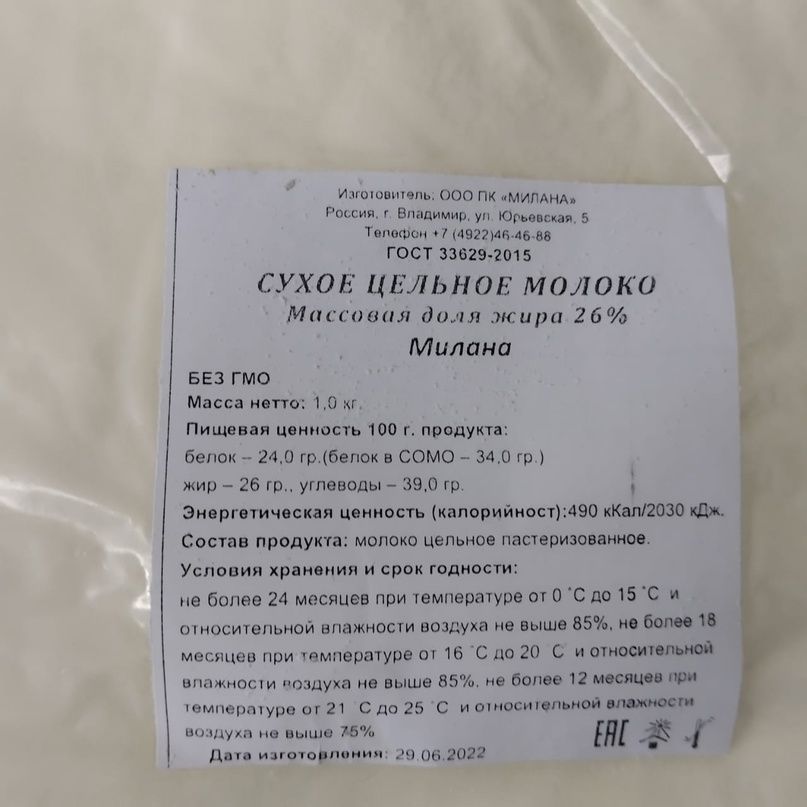 Изготовитель: ООО ПК «МИЛАНА»
Россия, г. Владимир, ул. Юрьевская, 5
Телефон +7 (4922)46-46-88
ГОСТ 33629-2015
СУХОЕ ЦЕЛЬНОЕ МОЛОКО
Массовая доля жира 26%
Милана
БЕЗ ГМО
Масса нетто: 1,0 кг.
Пищевая ценность 100 г. продукта:
белок – 24,0 гр.(белок в СОМО – 34,0 гр.)
жир – 26 гр., углеводы – 39,0 гр.
Энергетическая ценность (калорийност):490 кКал/2030 кДж.
Состав продукта: молоко цельное пастеризованное.
Условия хранения и срок годности:
не более 24 месяцев при температуре от 0 °С до 15 °С и
относительной влажности воздуха не выше 85%, не более 18
месяцев при температуре от 16 °С до 20 °С и относительной
влажности воздуха не выше 85%. не более 12 месяцев при
температуре от 21 °С до 25 °С и относительной влажности
воздуха не выше 75%
EAC
Дата изготовления: 29.06.2022